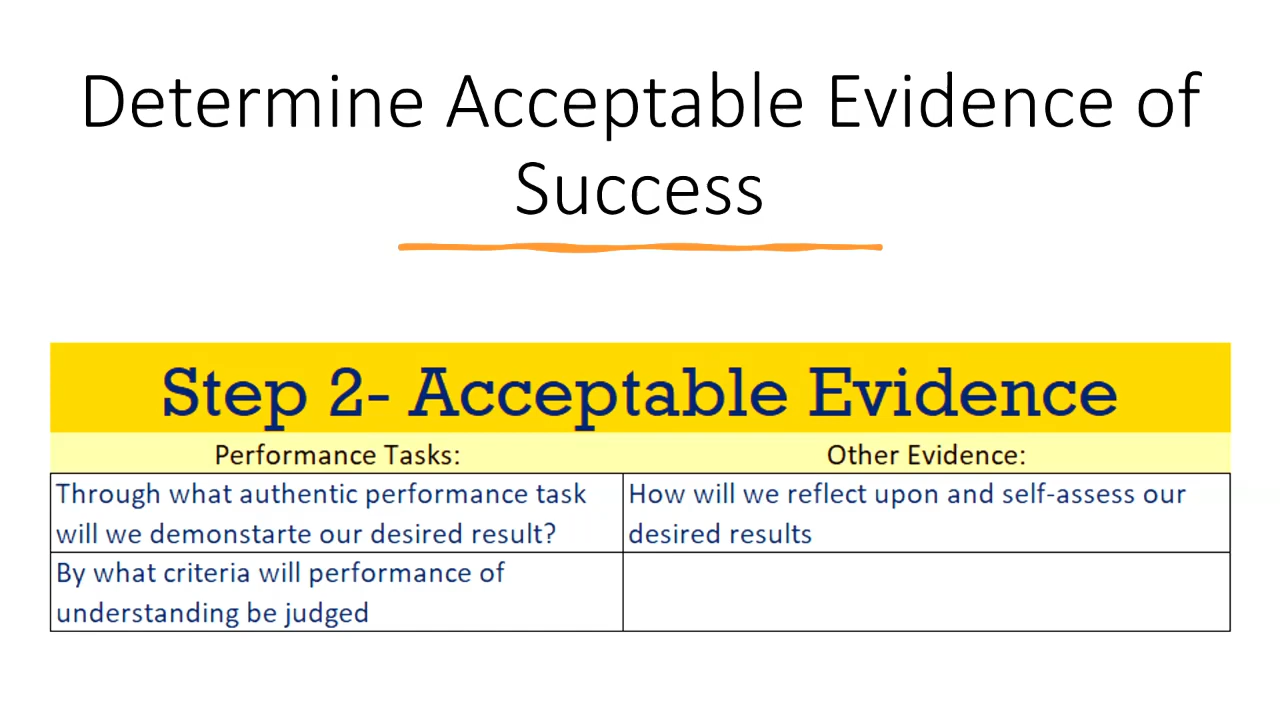 Determine Acceptable Evidence of
Success
Step 2- Acceptable Evidence
Performance Tasks:
Other Evidence:
Through what authentic performance task
will we demonstarte our desired result?
How will we reflect upon and self-assess our
desired results
By what criteria will performance of
understanding be judged